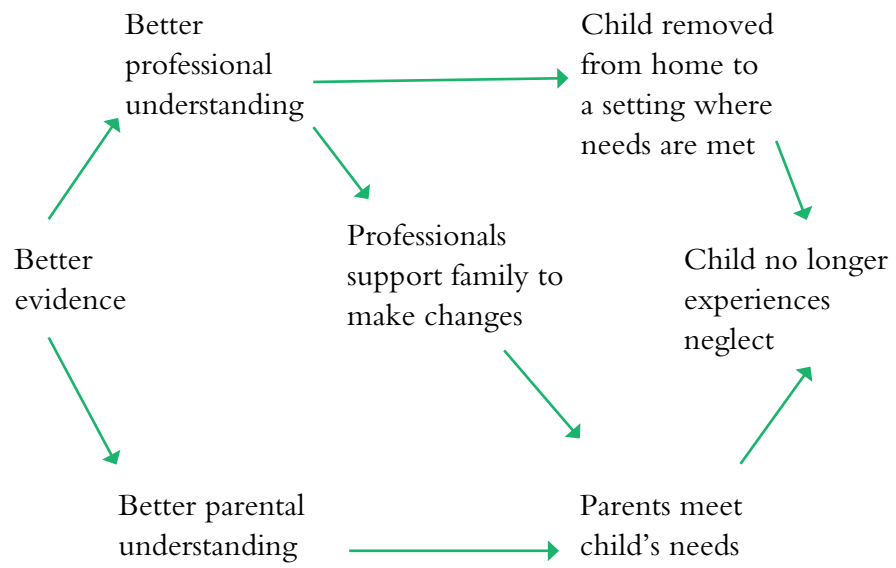 Better
professional
understanding
Child removed
from home to
a setting where
needs are met
Better
evidence
Professionals
support family to
make changes
Child no longer
experiences
neglect
Better parental
understanding
Parents meet
child’s needs